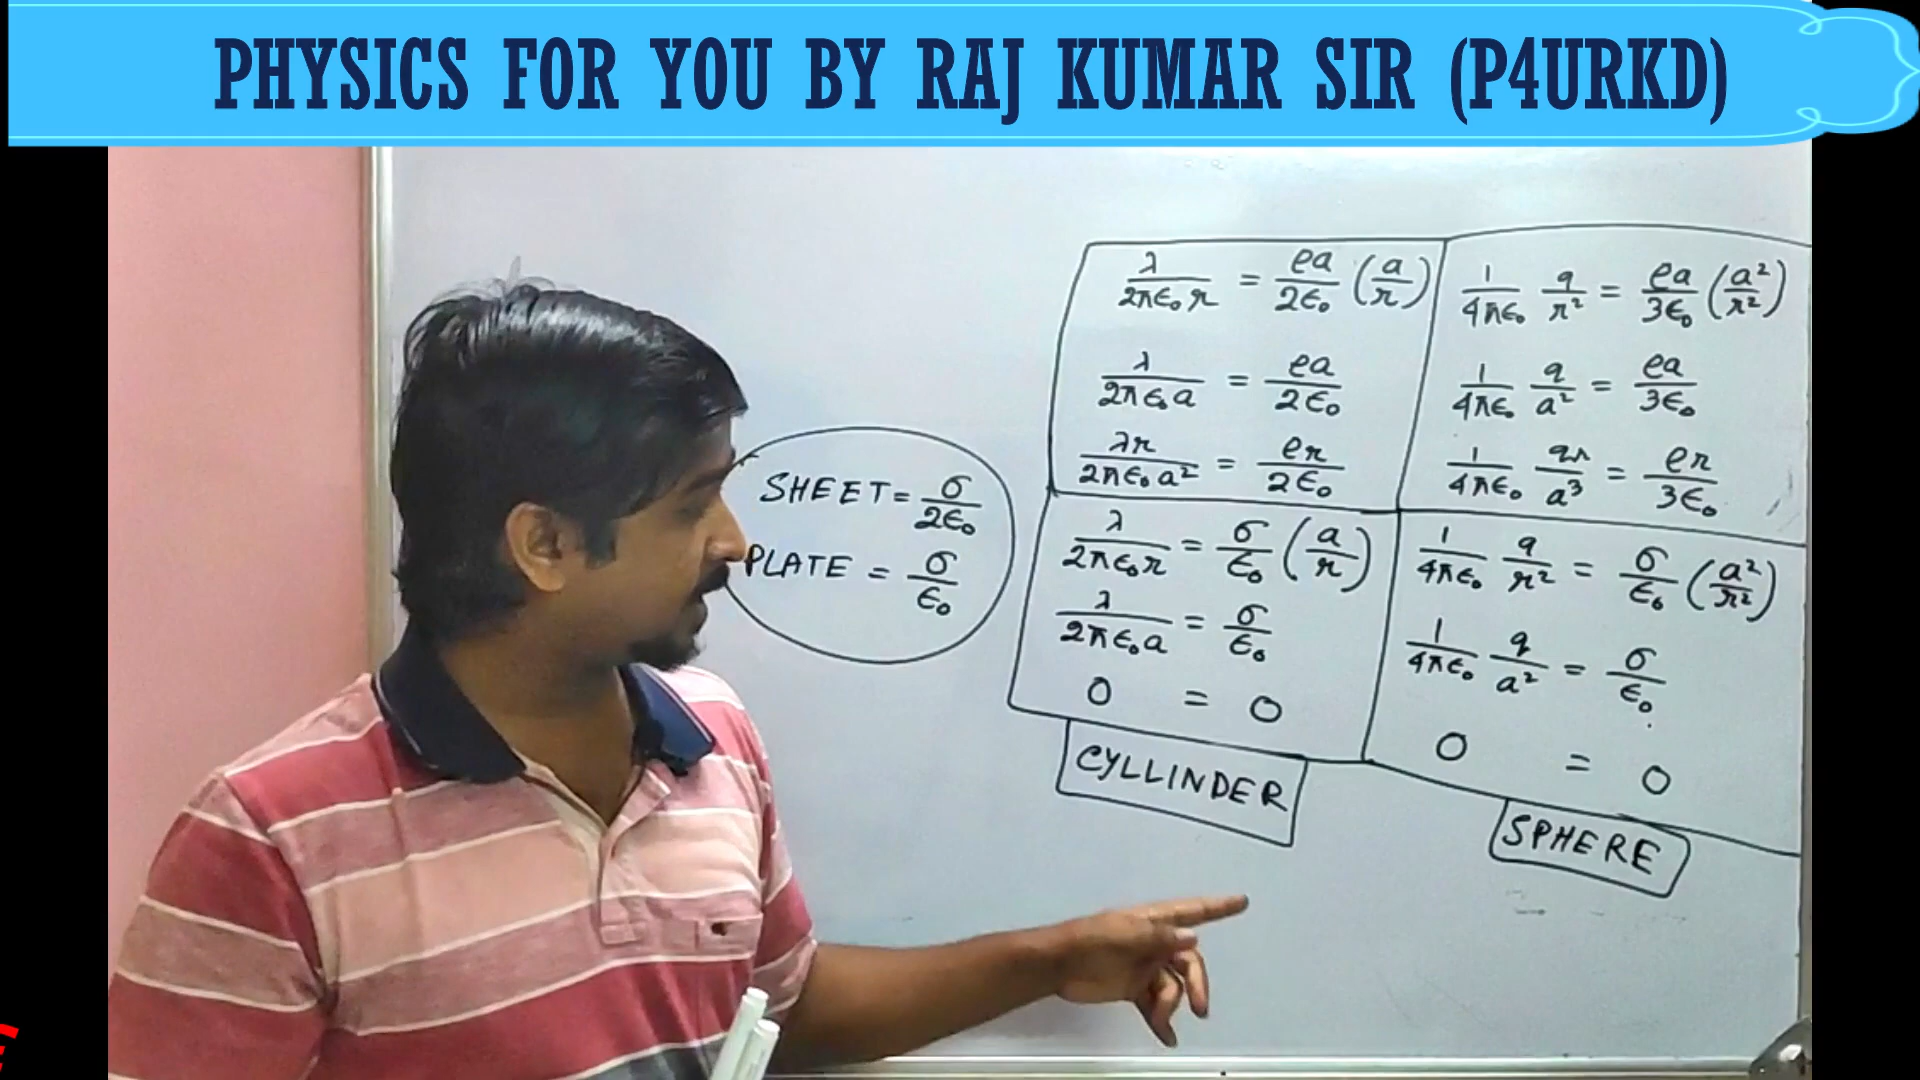 PHYSICS FOR YOU BY RAJ KUMAR SIR (P4URKD)
SHEET = σ/2ϵ₀
PLATE = σ/ϵ₀
λ/2πϵ₀r = ρa/2ϵ₀ (a/r)
λ/2πϵ₀a = ρa/2ϵ₀
λr/2πϵ₀a² = ρr/2ϵ₀
λ/2πϵ₀r = σ/ϵ₀ (a/r)
λ/2πϵ₀a = σ/ϵ₀
0 = 0
CYLLINDER
1/4πϵ₀ q/r² = ρa/3ϵ₀ (a²/r²)
1/4πϵ₀ q/a² = ρa/3ϵ₀
1/4πϵ₀ qr/a³ = ρr/3ϵ₀
1/4πϵ₀ q/r² = σ/ϵ₀ (a²/r²)
1/4πϵ₀ q/a² = σ/ϵ₀
0 = 0
SPHERE